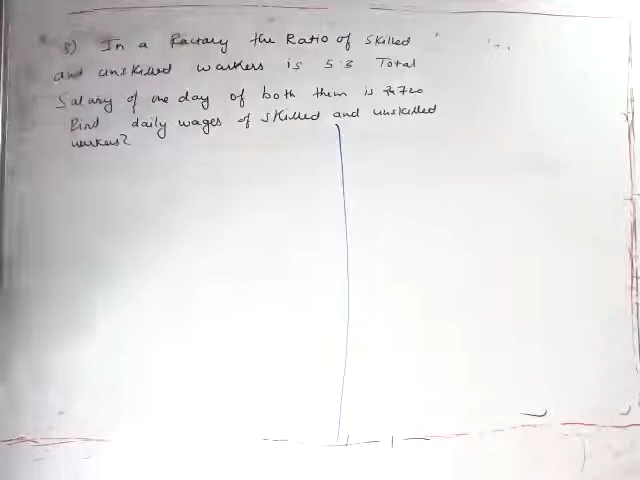 8) In a Factory the Ratio of Skilled
and unskilled workers is 5:3 Total
Salary of one day of both them is ₹720
Find daily wages of skilled and unskilled
workers?